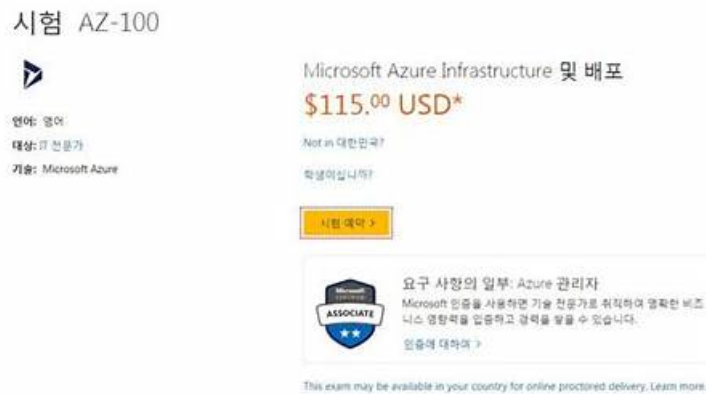 시험 AZ-100
언어: 영어
대상: IT 전문가
기술: Microsoft Azure
Microsoft Azure Infrastructure 및 배포
$115.00 USD*
Not in 대한민국?
학생이십니까?
시험 예약 >
Microsoft
CERTIFIED
ASSOCIATE
요구 사항의 일부: Azure 관리자
Microsoft 인증을 사용하면 기술 전문가로 취직하여 명확한 비즈
니스 영향력을 입증하고 경력을 쌓을 수 있습니다.
인증에 대하여 >
This exam may be available in your country for online proctored delivery. Learn more.